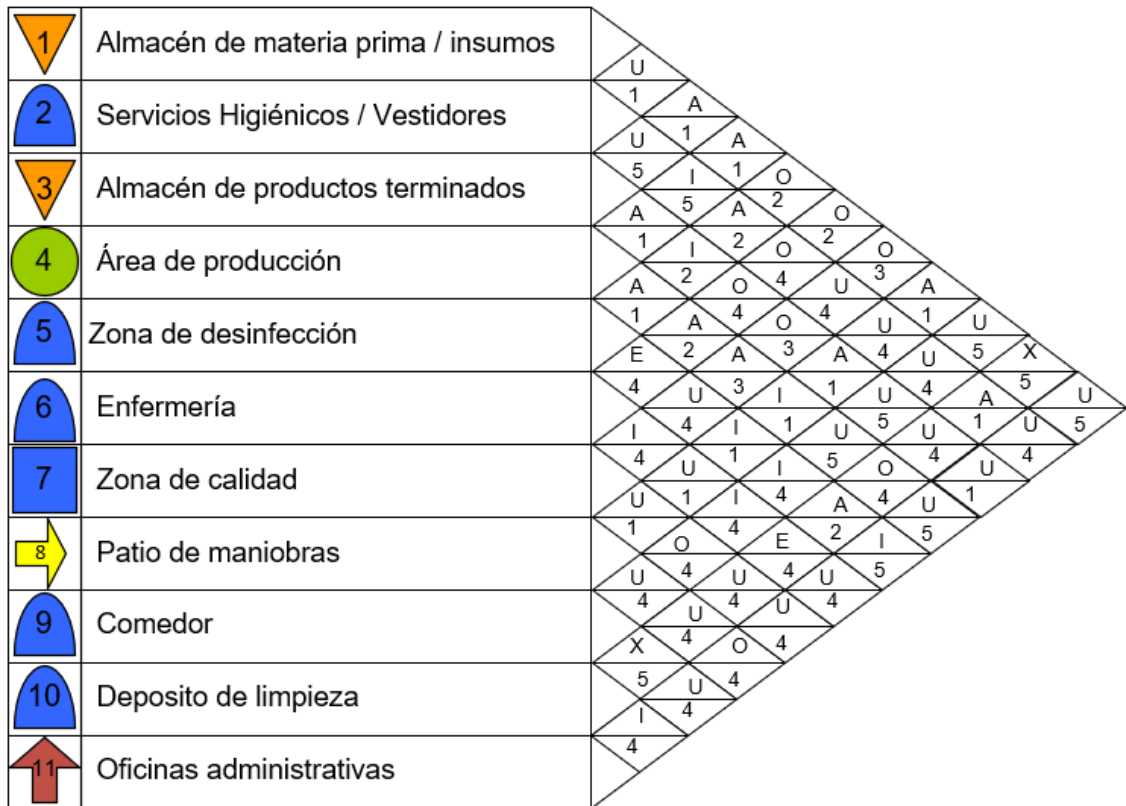 1 Almacén de materia prima / insumos
2 Servicios Higiénicos / Vestidores
3 Almacén de productos terminados
4 Área de producción
5 Zona de desinfección
6 Enfermería
7 Zona de calidad
8 Patio de maniobras
9 Comedor
10 Deposito de limpieza
11 Oficinas administrativas
U
1 A
U 1 A
5 I 1 O
A 5 A 2 O
1 I 2 O 2 O
A 2 O 4 U 3 A
1 A 4 O 4 U 1 U
E 2 A 3 A 4 U 5 X
4 U 3 I 1 U 4 A 5 U
I 4 I 1 U 5 U 1 U 5
4 U 1 I 5 O 4 U 4
U 1 I 4 A 4 U 1
1 O 4 E 2 I 5
U 4 U 4 U 5
4 U 4 U 4
X 4 O 4
5 U 4
I 4
4